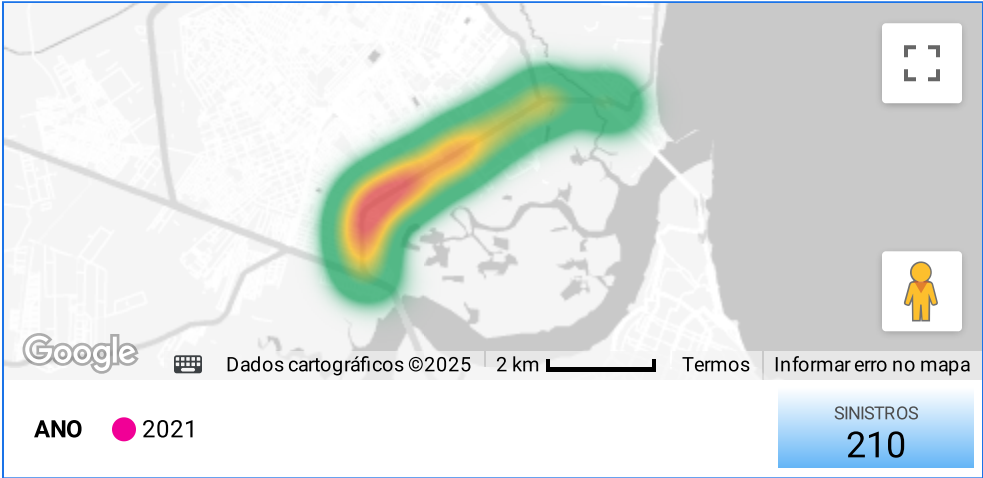 Google
Dados cartográficos ©2025
2 km
Termos
Informar erro no mapa
ANO
2021
SINISTROS
210